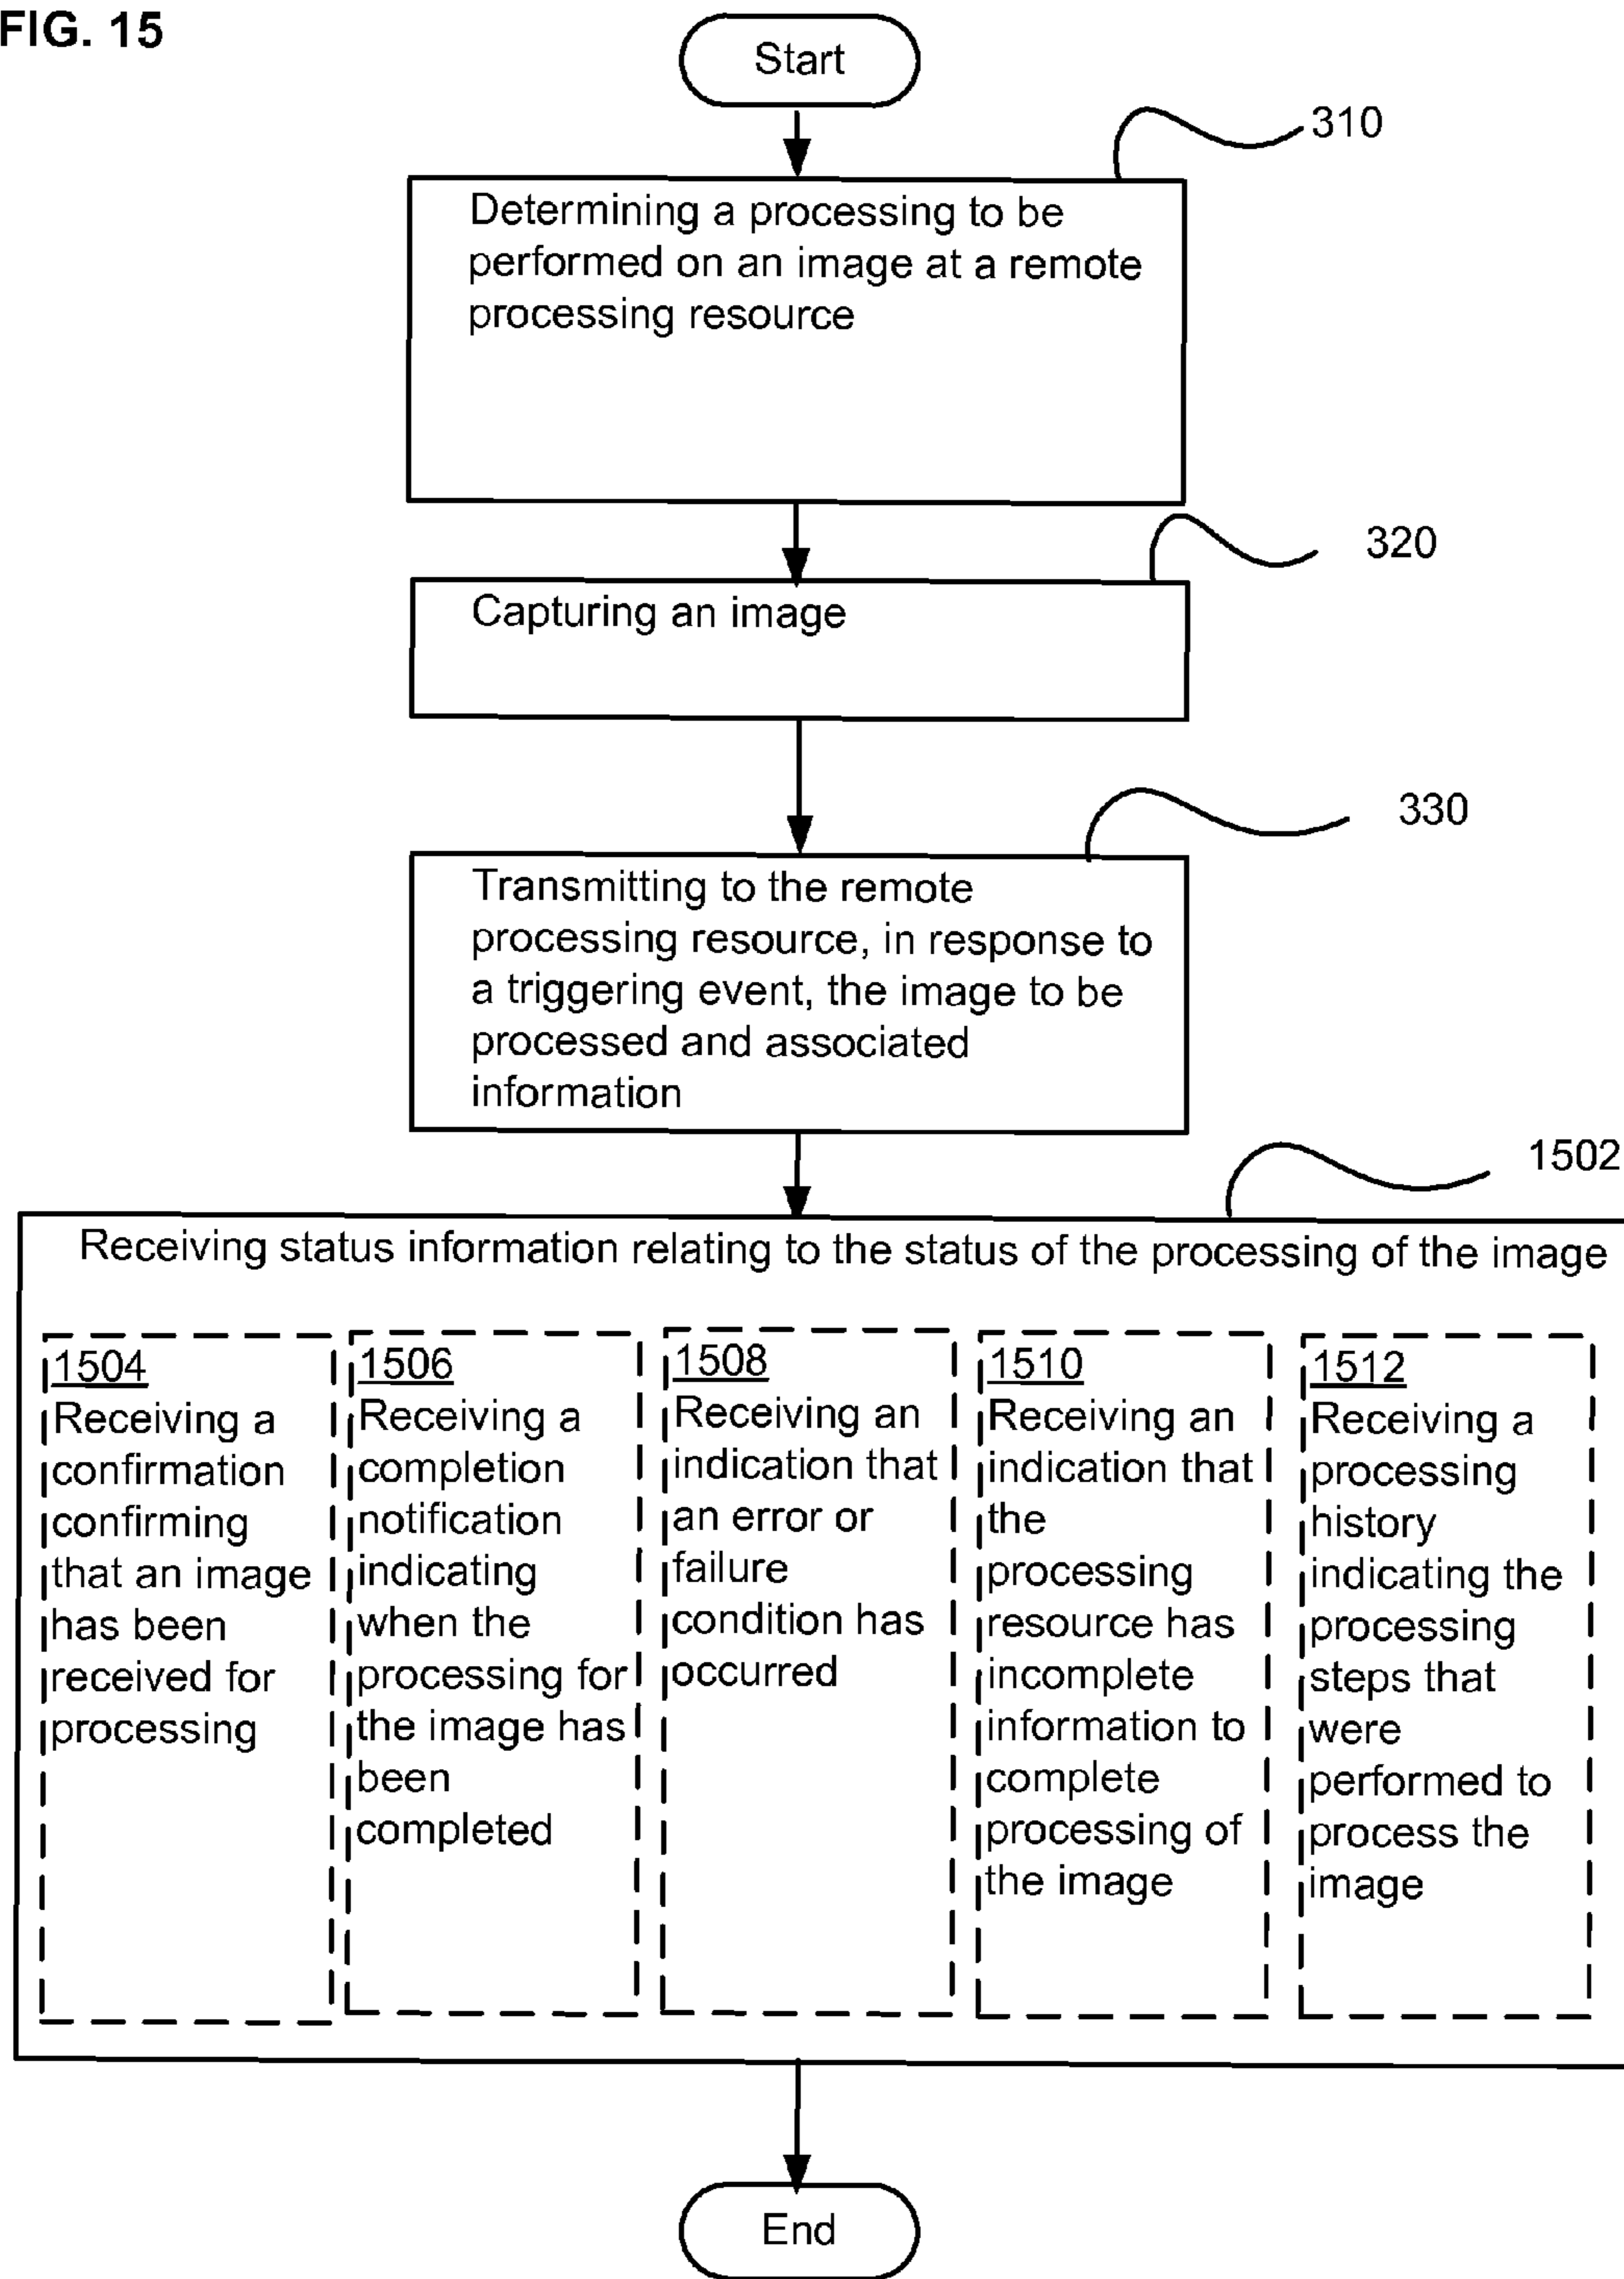 FIG. 15
Start
310
Determining a processing to be
performed on an image at a remote
processing resource
320
Capturing an image
330
Transmitting to the remote
processing resource, in response to
a triggering event, the image to be
processed and associated
information
1502
Receiving status information relating to the status of the processing of the image
1504
Receiving a
confirmation
confirming
that an image
has been
received for
processing
1506
Receiving a
completion
notification
indicating
when the
processing for
the image has
been
completed
1508
Receiving an
indication that
an error or
failure
condition has
occurred
1510
Receiving an
indication that
the
processing
resource has
incomplete
information to
complete
processing of
the image
1512
Receiving a
processing
history
indicating the
processing
steps that
were
performed to
process the
image
End